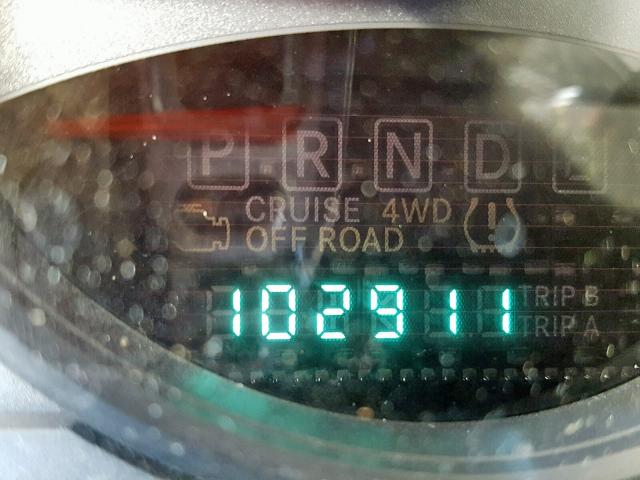 P R N D
CRUISE 4WD
OFF ROAD
102911
TRIP B
TRIP A